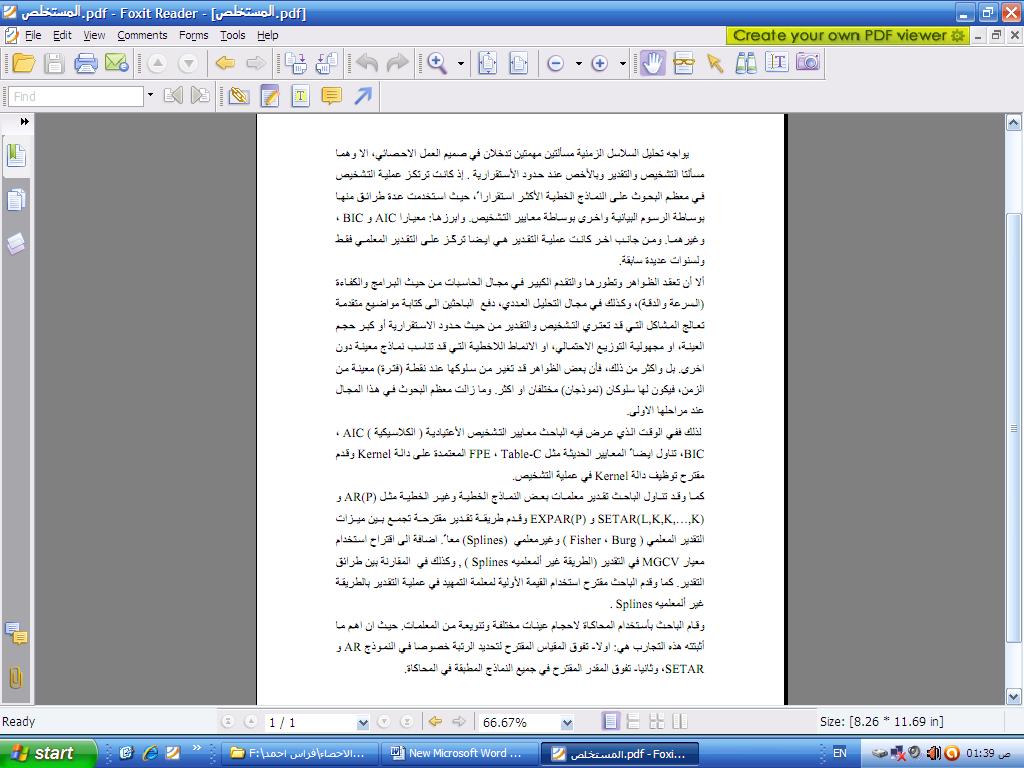 المستخلص.pdf - Foxit Reader - [المستخلص.pdf]
File Edit View Comments Forms Tools Help
Create your own PDF viewer
Find
يواجه تحليل السلاسل الزمنية مسألتين مهمتين تدخلان في صميم العمل الاحصائي، الا وهما
مسألتا التشخيص والتقدير وبالأخص عند حدود الأستقرارية . إذ كانت ترتكز عملية التشخيص
في معظم البحوث على النماذج الخطية الأكثر استقراراً، حيث استخدمت عدة طرائق منها
بوساطة الرسوم البيانية واخرى بوساطة معايير التشخيص. وابرزها: معيارا AIC و BIC ،
وغيرهما. ومن جانب اخر كانت عملية التقدير هي ايضا تركز على التقدير المعلمي فقط
ولسنوات عديدة سابقة.
ألا أن تعقد الظواهر وتطورها والتقدم الكبير في مجال الحاسبات من حيث البرامج والكفاءة
(السرعة والدقة)، وكذلك في مجال التحليل العددي، دفع الباحثين الى كتابة مواضيع متقدمة
تعالج المشاكل التي قد تعتري التشخيص والتقدير من حيث حدود الاستقرارية أو كبر حجم
العينة، او مجهولية التوزيع الاحتمالي، او الانماط اللاخطية التي قد تناسب نماذج معينة دون
اخرى. بل واكثر من ذلك، فأن بعض الظواهر قد تغير من سلوكها عند نقطة (فترة) معينة من
الزمن، فيكون لها سلوكان (نموذجان) مختلفان او اكثر. وما زالت معظم البحوث في هذا المجال
عند مراحلها الاولى.
لذلك ففي الوقت الذي عرض فيه الباحث معايير التشخيص الأعتيادية ( الكلاسيكية ) AIC ،
BIC، تناول ايضاً المعايير الحديثة مثل FPE ، Table-C المعتمدة على دالة Kernel وقدم
مقترح توظيف دالة Kernel في عملية التشخيص.
كما وقد تناول الباحث تقدير معلمات بعض النماذج الخطية وغير الخطية مثل AR(P) و
SETAR(L,K,K,…,K) و EXPAR(P) وقدم طريقة تقدير مقترحة تجمع بين ميزات
التقدير المعلمي ( Fisher ، Burg ) وغيرمعلمي (Splines) معاً. اضافة الى اقتراح استخدام
معيار MGCV في التقدير (الطريقة غير ألمعلميه Splines ) , وكذلك في المقارنة بين طرائق
التقدير. كما وقدم الباحث مقترح استخدام القيمة الأولية لمعلمة التمهيد في عملية التقدير بالطريقة
غير ألمعلميه Splines .
وقام الباحث بأستخدام المحاكاة لاحجام عينات مختلفة وتنويعة من المعلمات. حيث ان اهم ما
أثبتته هذه التجارب هي: اولا- تفوق المقياس المقترح لتحديد الرتبة خصوصا في النموذج AR و
SETAR، وثانيا- تفوق المقدر المقترح في جميع النماذج المطبقة في المحاكاة.
Ready 1 / 1 66.67% Size: [8.26 * 11.69 in]
start F:\الاحصاء\فراس احمد... New Microsoft Word ... المستخلص.pdf - Foxi... EN 01:39 ص